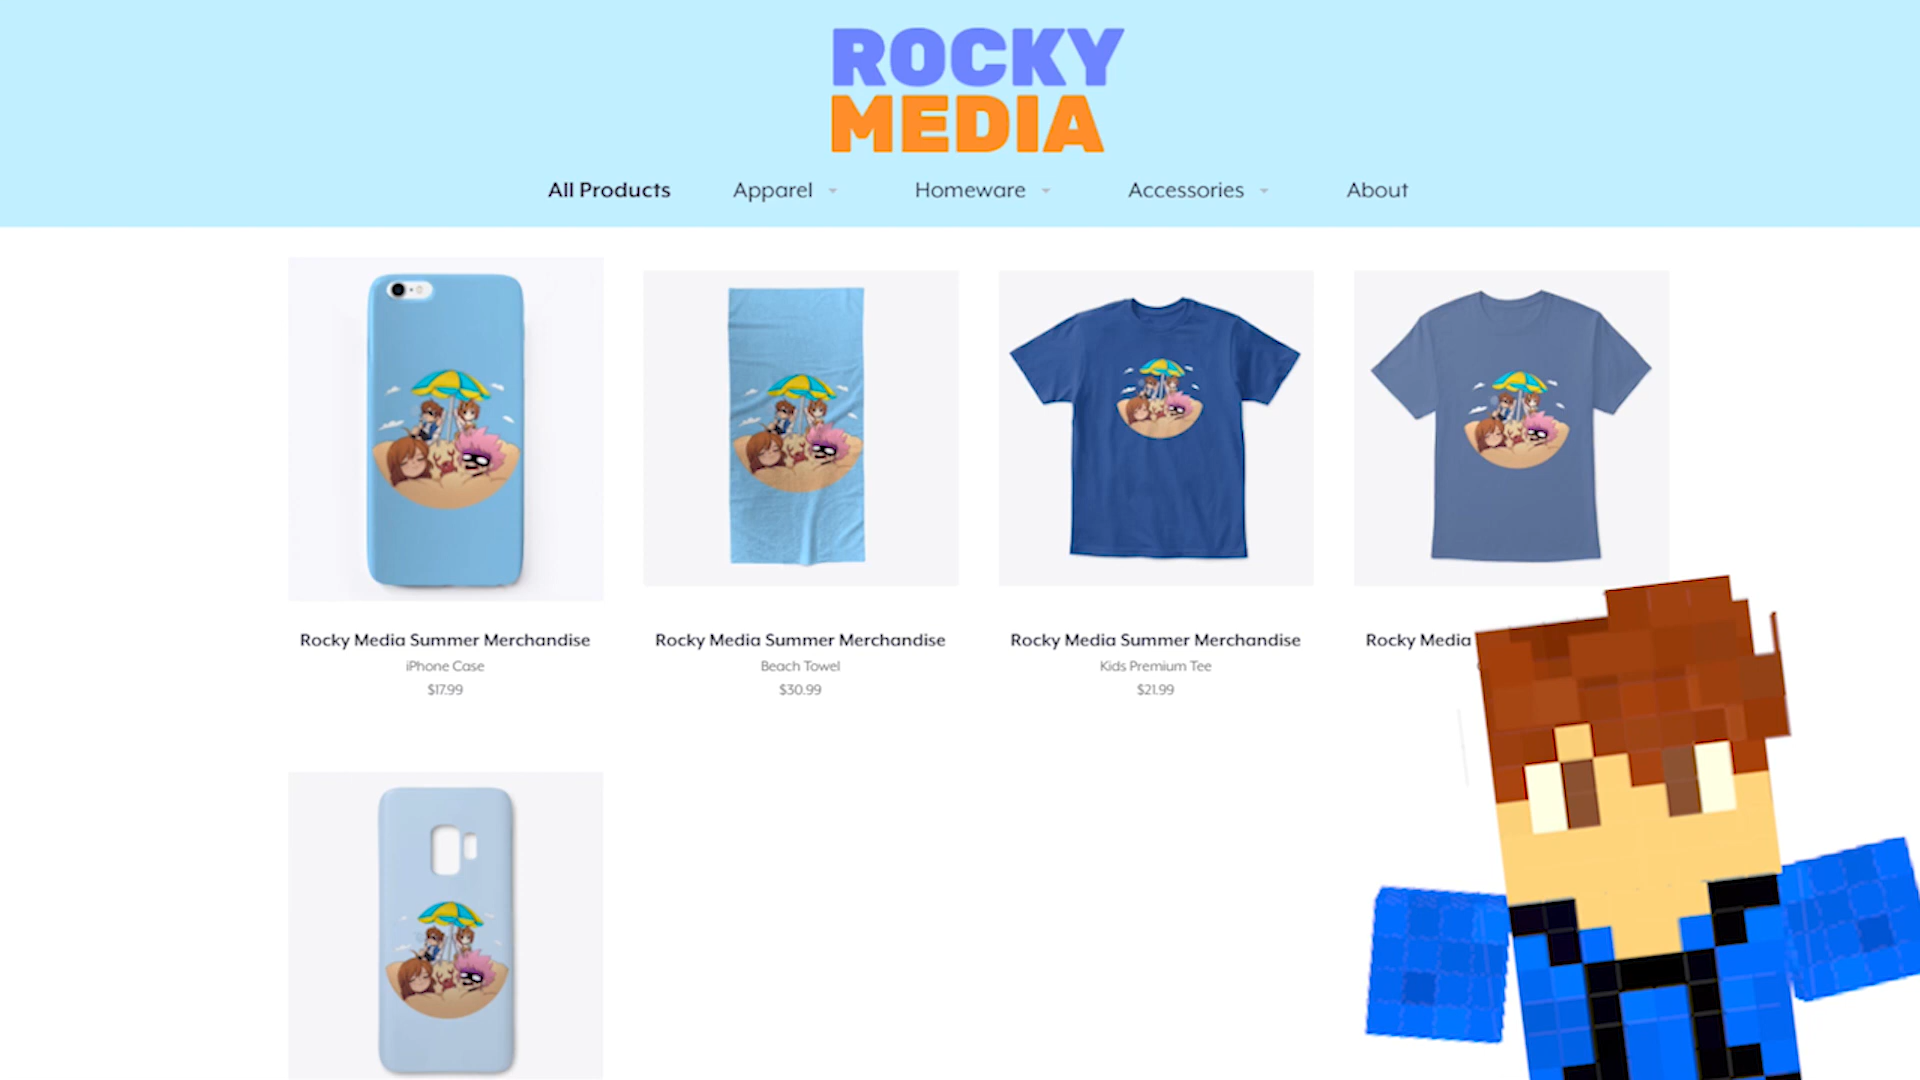 ROCKY
MEDIA
All Products
Apparel
Homeware
Accessories
About
Rocky Media Summer Merchandise
iPhone Case
$17.99
Rocky Media Summer Merchandise
Beach Towel
$30.99
Rocky Media Summer Merchandise
Kids Premium Tee
$21.99
Rocky Media